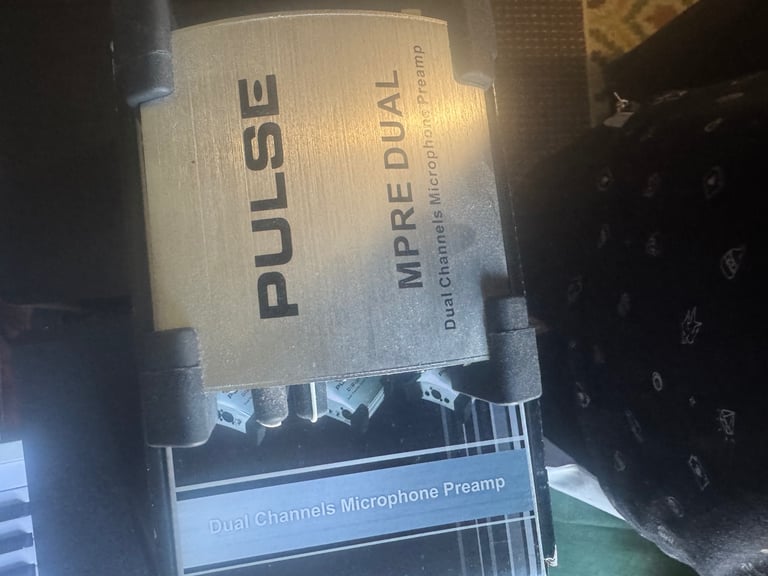 PULSE
MPRE DUAL
Dual Channels Microphone Preamp
Dual Channels Microphone Preamp